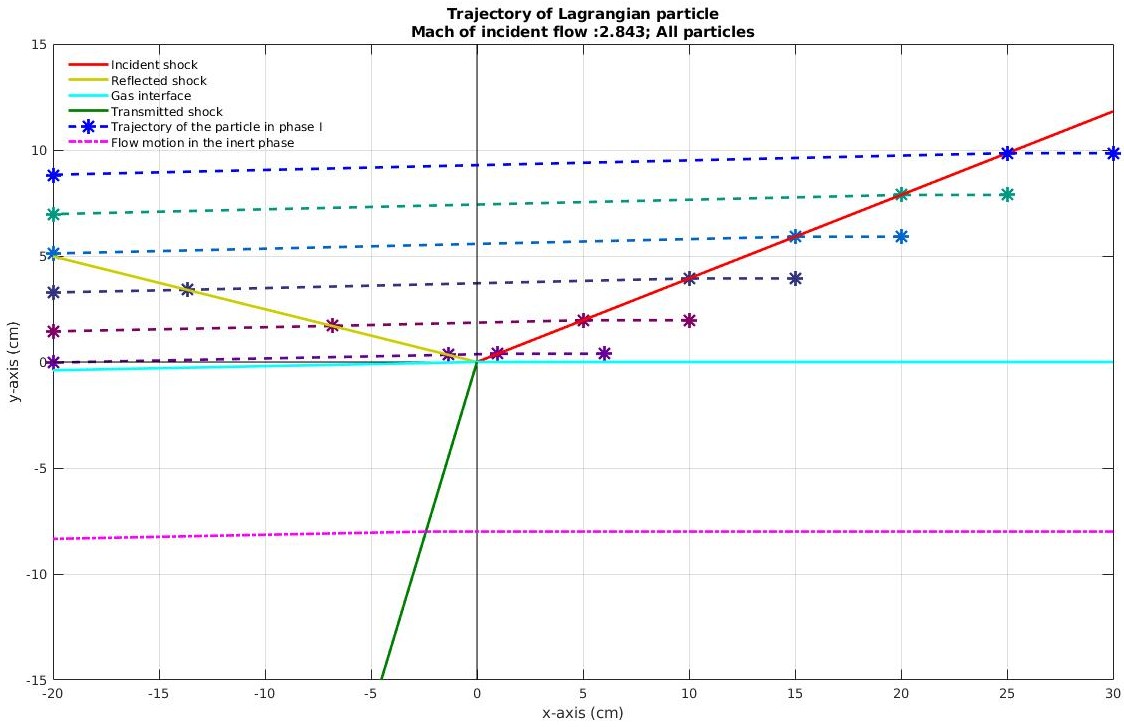 Trajectory of Lagrangian particle
Mach of incident flow :2.843; All particles
Incident shock
Reflected shock
Gas interface
Transmitted shock
Trajectory of the particle in phase I
Flow motion in the inert phase
15
10
5
0
-5
-10
-15
y-axis (cm)
-20 -15 -10 -5 0 5 10 15 20 25 30
x-axis (cm)